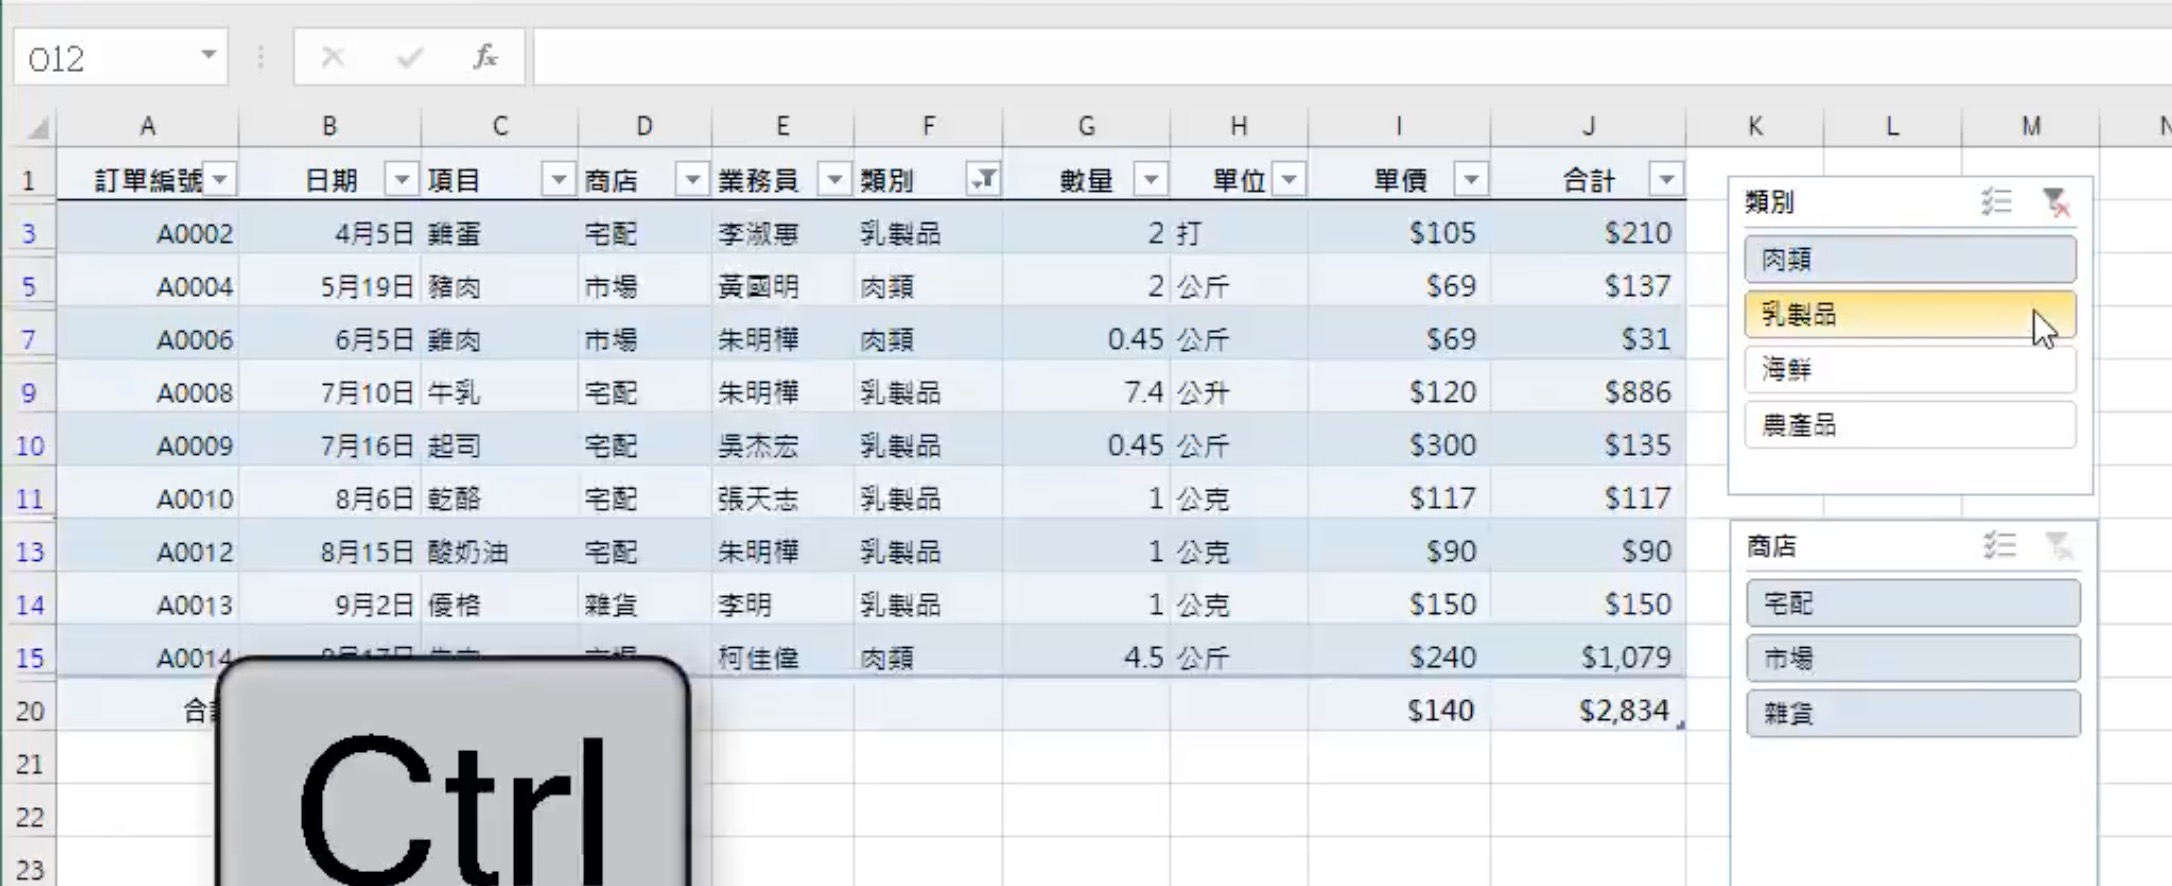 O12 fx
A B C D E F G H I J K L M N
1 訂單編號 日期 項目 商店 業務員 類別 數量 單位 單價 合計
3 A0002 4月5日 雞蛋 宅配 李淑惠 乳製品 2 打 $105 $210
5 A0004 5月19日 豬肉 市場 黃國明 肉類 2 公斤 $69 $137
7 A0006 6月5日 雞肉 市場 朱明樺 肉類 0.45 公斤 $69 $31
9 A0008 7月10日 牛乳 宅配 朱明樺 乳製品 7.4 公升 $120 $886
10 A0009 7月16日 起司 宅配 吳杰宏 乳製品 0.45 公斤 $300 $135
11 A0010 8月6日 乾酪 宅配 張天志 乳製品 1 公克 $117 $117
13 A0012 8月15日 酸奶油 宅配 朱明樺 乳製品 1 公克 $90 $90
14 A0013 9月2日 優格 雜貨 李明 乳製品 1 公克 $150 $150
15 A0014 柯佳偉 肉類 4.5 公斤 $240 $1,079
20 合 $140 $2,834
21
22
23
類別
肉類
乳製品
海鮮
農產品
商店
宅配
市場
雜貨
Ctrl